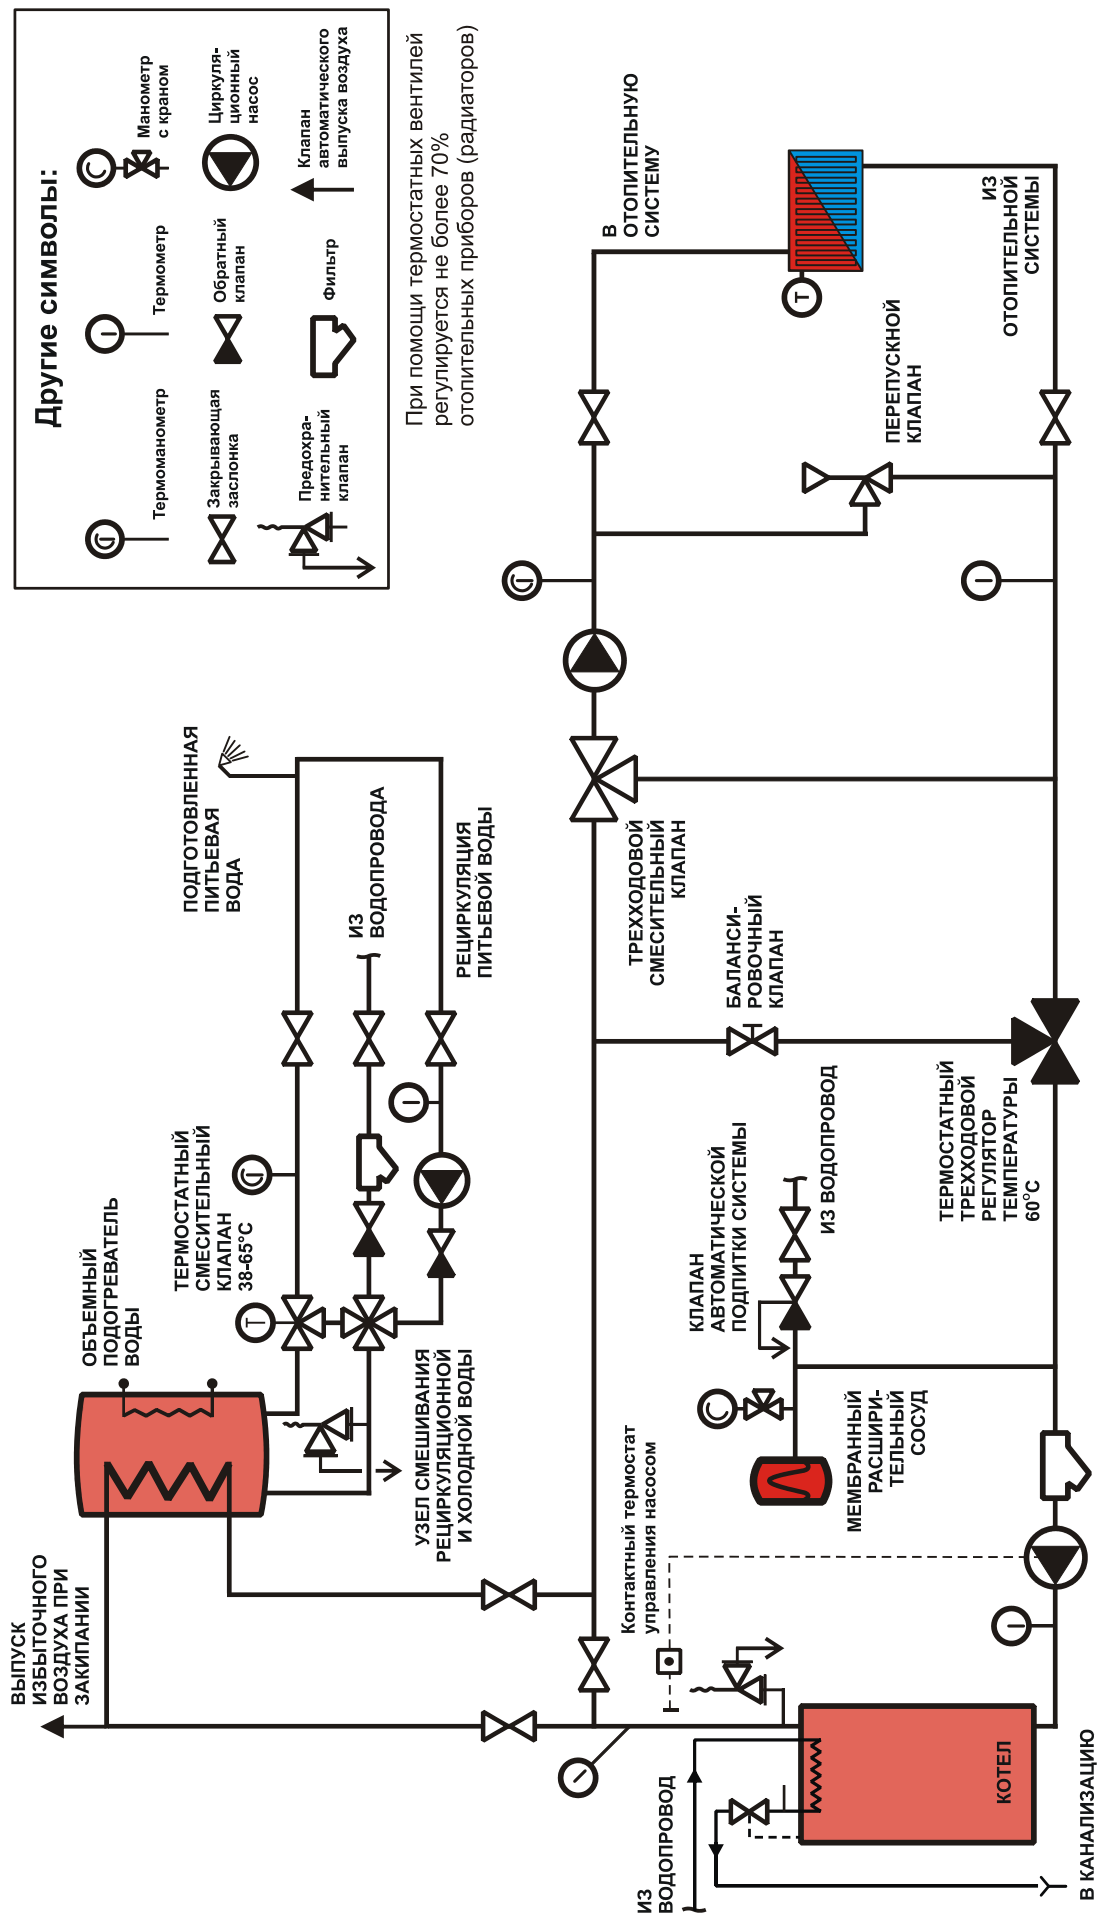 Другие символы:
Термоманометр
Термометр
Манометр
с краном
Закрывающая
заслонка
Обратный
клапан
Циркуля-
ционный
насос
Предохра-
нительный
клапан
Фильтр
Клапан
автоматического
выпуска воздуха
При помощи термостатных вентилей
регулируется не более 70%
отопительных приборов (радиаторов)
ВЫПУСК
ИЗБЫТОЧНОГО
ВОЗДУХА ПРИ
ЗАКИПАНИИ
ОБЪЕМНЫЙ
ПОДОГРЕВАТЕЛЬ
ВОДЫ
ТЕРМОСТАТНЫЙ
СМЕСИТЕЛЬНЫЙ
КЛАПАН
38-65°C
T
ПОДГОТОВЛЕННАЯ
ПИТЬЕВАЯ
ВОДА
ИЗ
ВОДОПРОВОДА
РЕЦИРКУЛЯЦИЯ
ПИТЬЕВОЙ ВОДЫ
УЗЕЛ СМЕШИВАНИЯ
РЕЦИРКУЛЯЦИОННОЙ
И ХОЛОДНОЙ ВОДЫ
В
ОТОПИТЕЛЬНУЮ
СИСТЕМУ
T
ИЗ
ОТОПИТЕЛЬНОЙ
СИСТЕМЫ
ПЕРЕПУСКНОЙ
КЛАПАН
ТРЕХХОДОВОЙ
СМЕСИТЕЛЬНЫЙ
КЛАПАН
БАЛАНСИ-
РОВОЧНЫЙ
КЛАПАН
КЛАПАН
АВТОМАТИЧЕСКОЙ
ПОДПИТКИ СИСТЕМЫ
ИЗ ВОДОПРОВОД
ТЕРМОСТАТНЫЙ
ТРЕХХОДОВОЙ
РЕГУЛЯТОР
ТЕМПЕРАТУРЫ
60°C
МЕМБРАННЫЙ
РАСШИРИ-
ТЕЛЬНЫЙ
СОСУД
Контактный термостат
управления насосом
ИЗ
ВОДОПРОВОД
КОТЕЛ
В КАНАЛИЗАЦИЮ